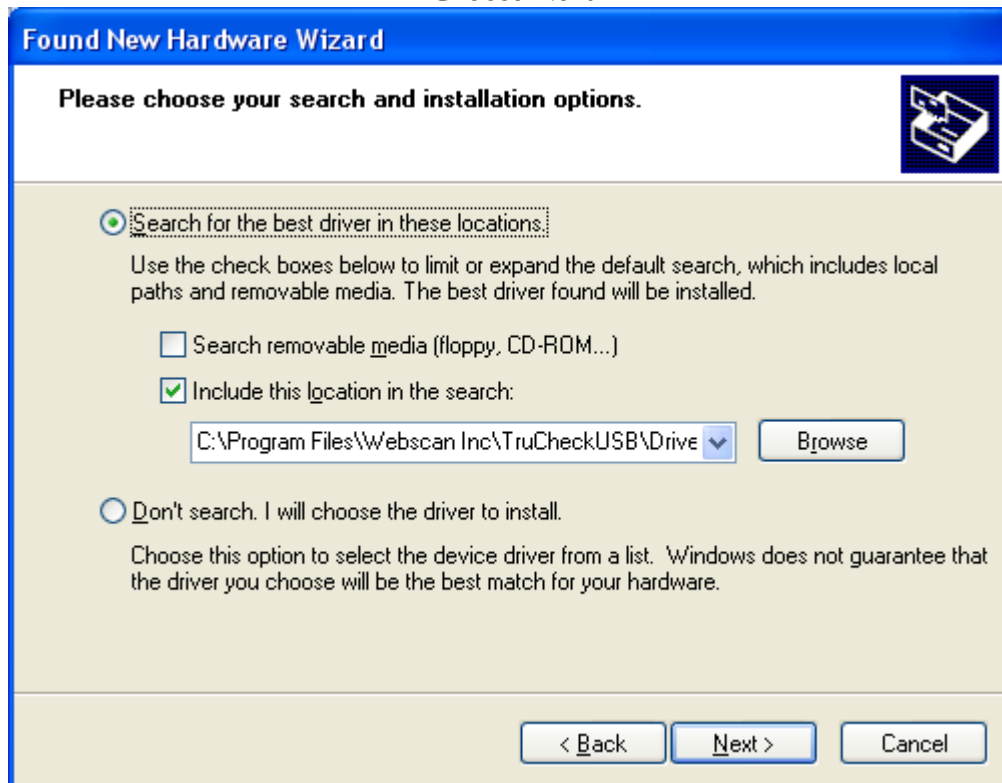 Found New Hardware Wizard
Please choose your search and installation options.
Search for the best driver in these locations.
Use the check boxes below to limit or expand the default search, which includes local
paths and removable media. The best driver found will be installed.
Search removable media (floppy, CD-ROM...)
Include this location in the search:
C:\Program Files\Webscan Inc\TruCheckUSB\Drive
Browse
Don't search. I will choose the driver to install.
Choose this option to select the device driver from a list. Windows does not guarantee that
the driver you choose will be the best match for your hardware.
< Back Next > Cancel